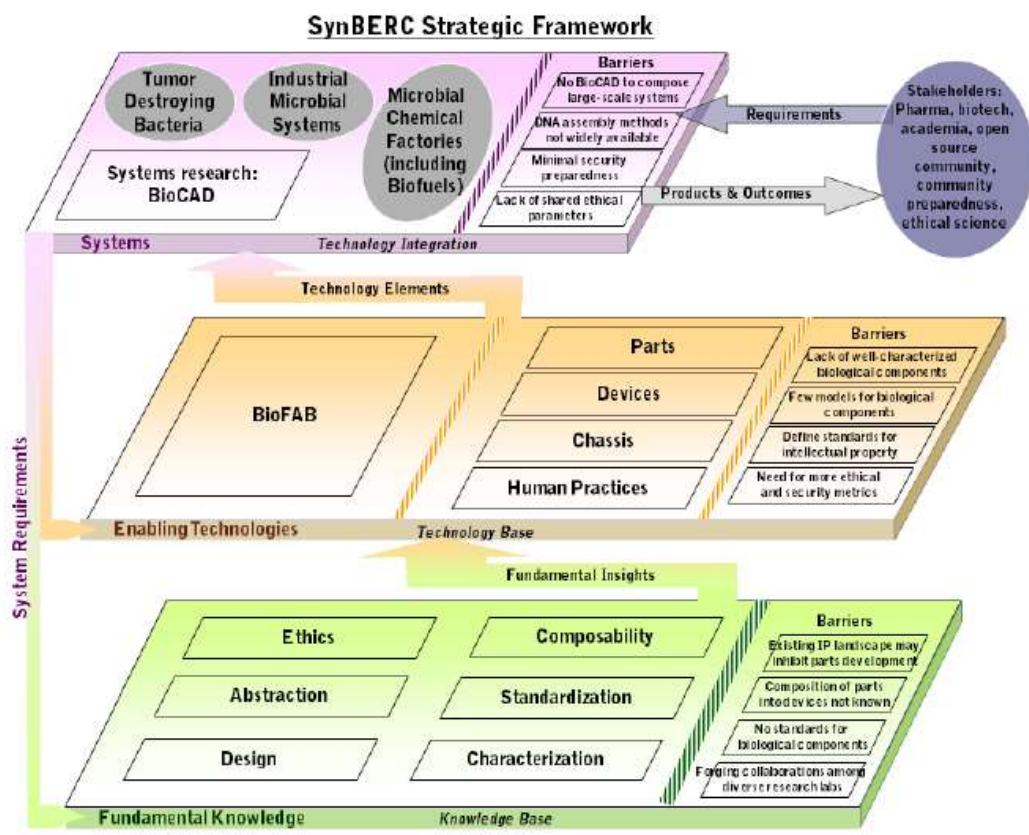 SynBERC Strategic Framework
Tumor
Destroying
Bacteria
Industrial
Microbial
Systems
Microbial
Chemical
Factories
(including
Biofuels)
Systems research:
BioCAD
Barriers
No BioCAD to compose
large-scale systems
DNA assembly methods
not widely available
Minimal security
preparedness
Lack of shared ethical
parameters
Requirements
Products & Outcomes
Stakeholders:
Pharma, biotech,
academia, open
source
community,
community
preparedness,
ethical science
Systems
Technology Integration
Technology Elements
BioFAB
Parts
Devices
Chassis
Human Practices
Barriers
Lack of well-characterized
biological components
Few models for biological
components
Define standards for
intellectual property
Need for more ethical
and security metrics
Enabling Technologies
Technology Base
System Requirements
Fundamental Insights
Ethics
Composability
Abstraction
Standardization
Design
Characterization
Barriers
Existing IP landscape may
inhibit parts development
Composition of parts
into devices not known
No standards for
biological components
Forging collaborations among
diverse research labs
Fundamental Knowledge
Knowledge Base